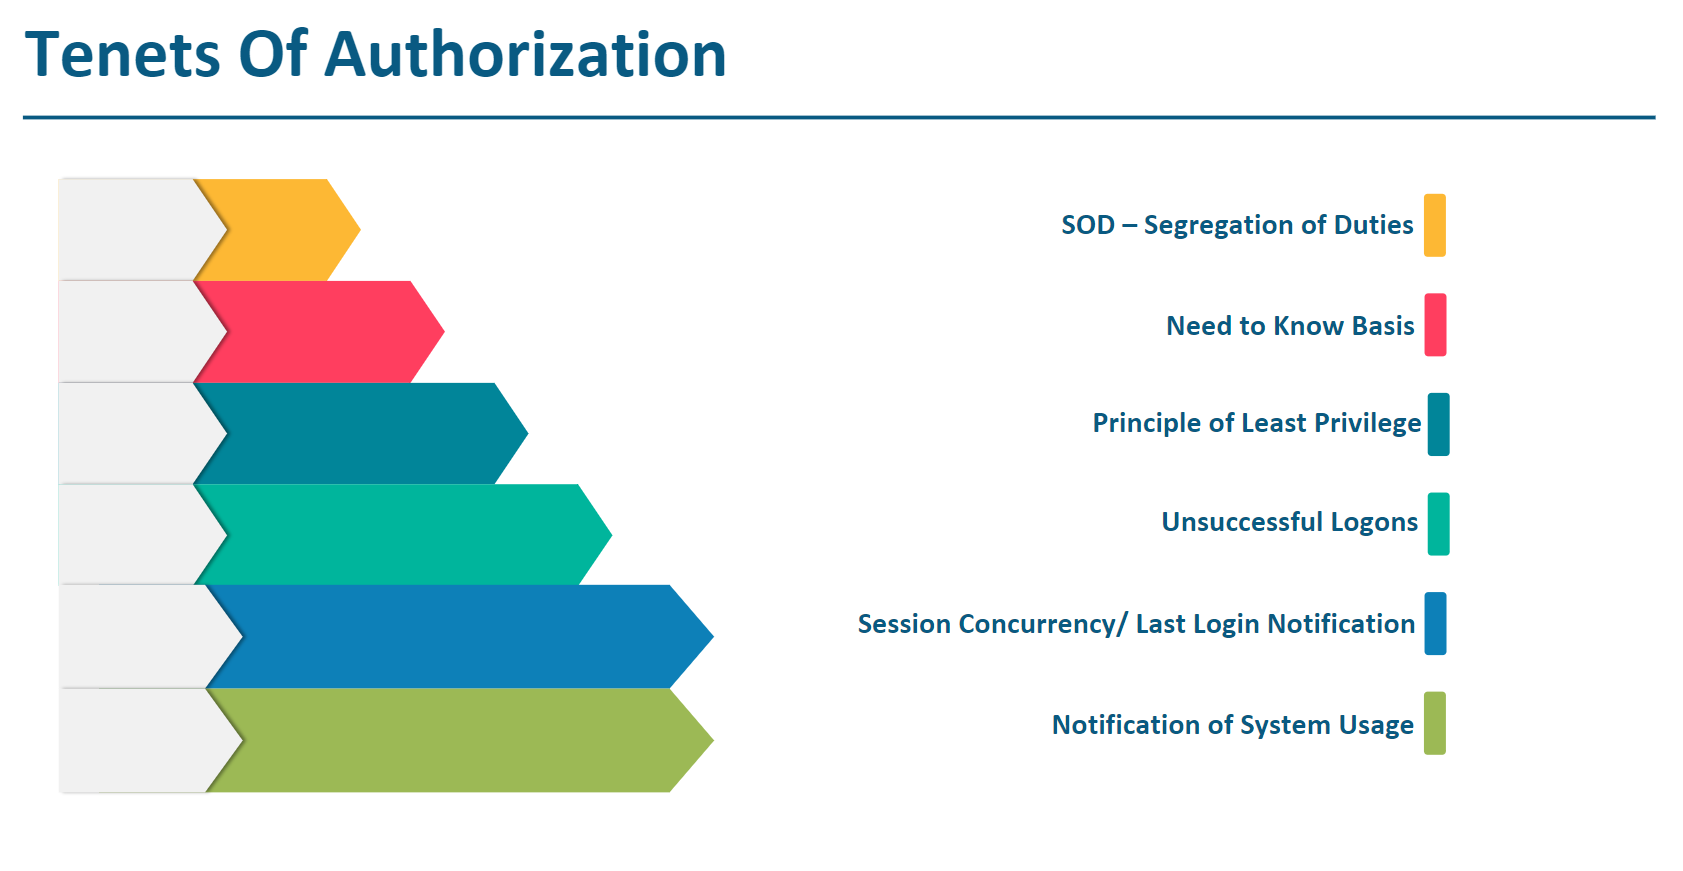 Tenets Of Authorization
SOD – Segregation of Duties
Need to Know Basis
Principle of Least Privilege
Unsuccessful Logons
Session Concurrency/ Last Login Notification
Notification of System Usage